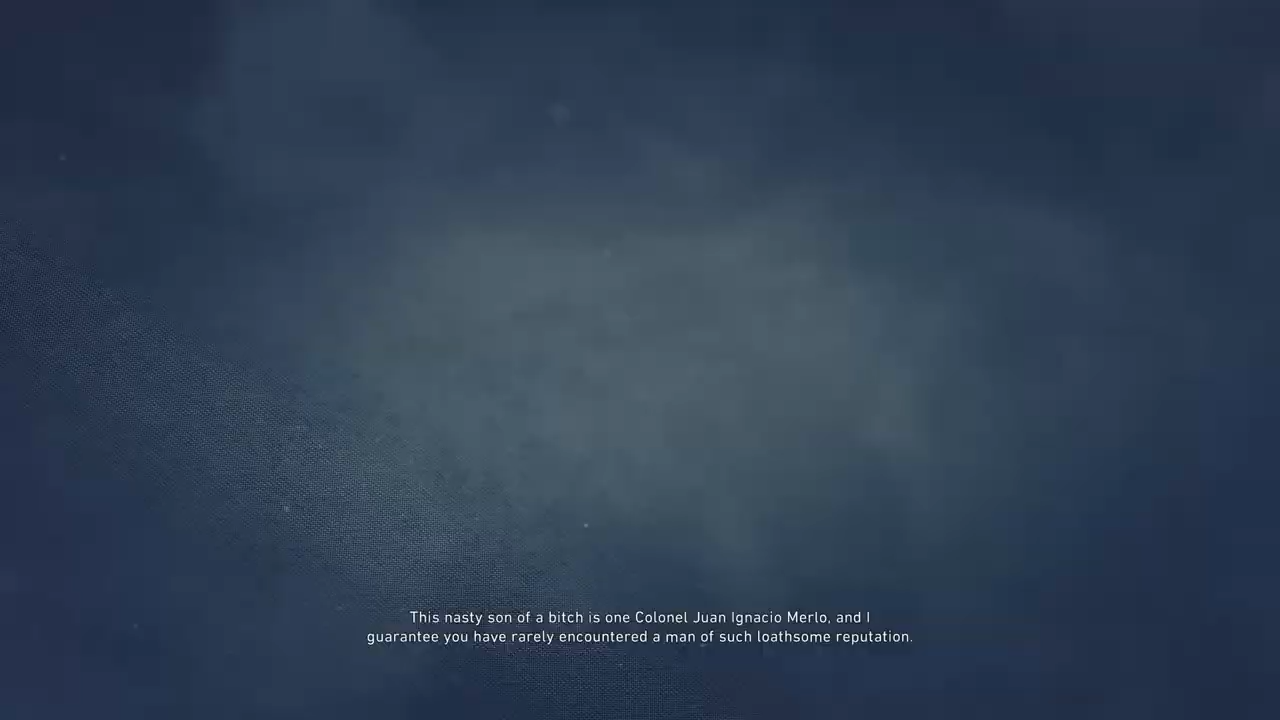 This nasty son of a bitch is one Colonel Juan Ignacio Merlo, and I
guarantee you have rarely encountered a man of such loathsome reputation.